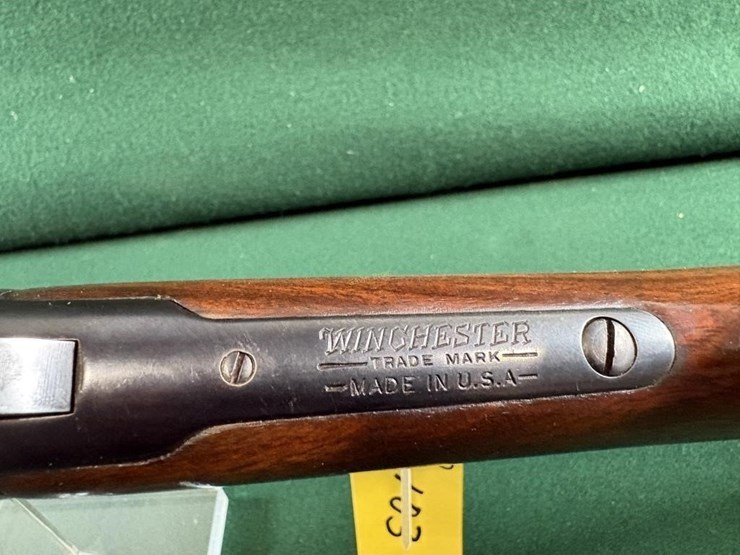 WINCHESTER
—TRADE MARK—
—MADE IN U.S.A—